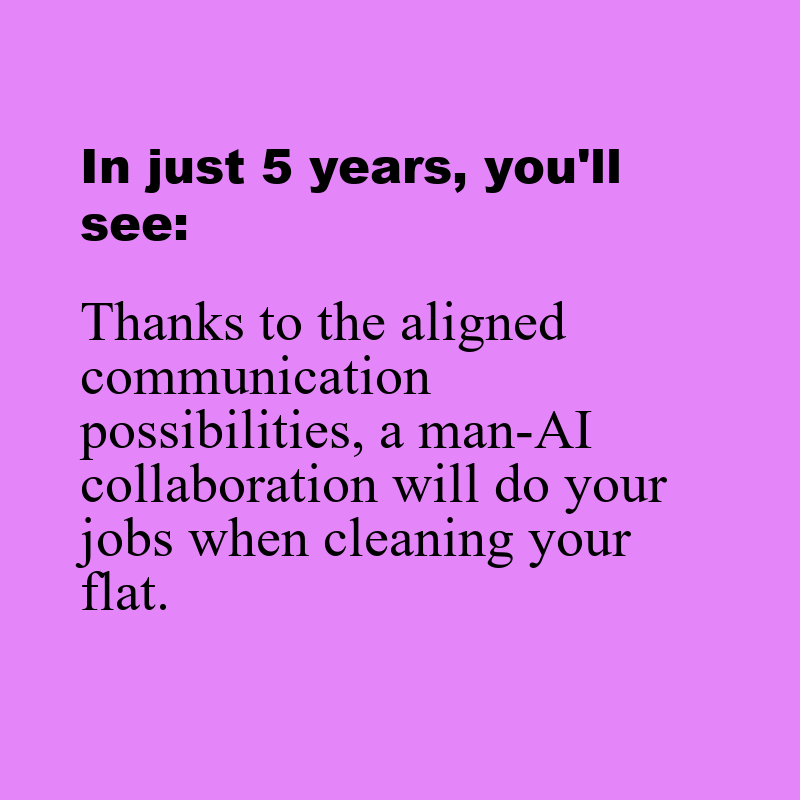 In just 5 years, you'll
see:
Thanks to the aligned
communication
possibilities, a man-AI
collaboration will do your
jobs when cleaning your
flat.